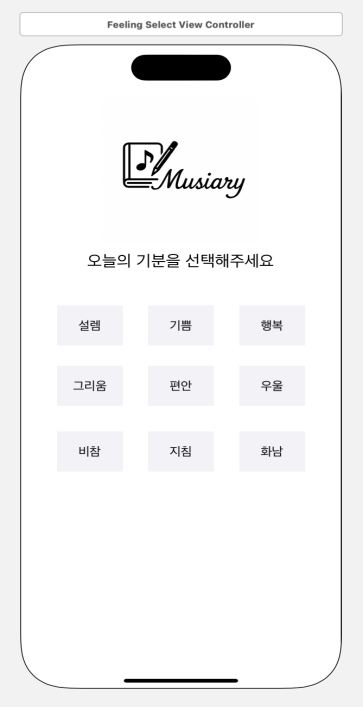 Feeling Select View Controller
Musiary
오늘의 기분을 선택해주세요
설렘 기쁨 행복
그리움 편안 우울
비참 지침 화남